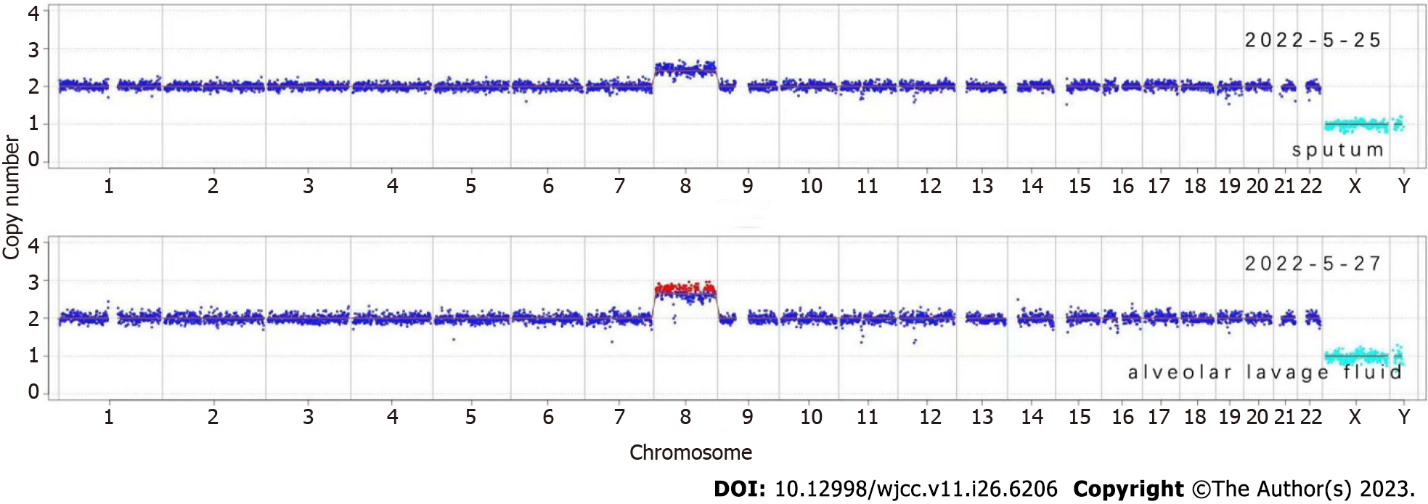 4
3
2
1
0
2022-5-25
sputum
1 2 3 4 5 6 7 8 9 10 11 12 13 14 15 16 17 18 19 20 21 22 X Y
Copy number
4
3
2
1
0
2022-5-27
alveolar lavage fluid
1 2 3 4 5 6 7 8 9 10 11 12 13 14 15 16 17 18 19 20 21 22 X Y
Chromosome
DOI: 10.12998/wjcc.v11.i26.6206 Copyright ©The Author(s) 2023.